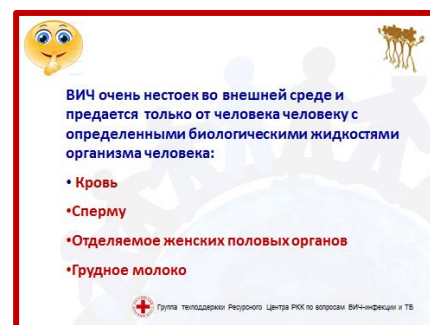 ВИЧ очень нестоек во внешней среде и
предается только от человека человеку с
определенными биологическими жидкостями
организма человека:
• Кровь
•Сперму
•Отделяемое женских половых органов
•Грудное молоко
Группа техподдержки Ресурсного Центра РКК по вопросам ВИЧ-инфекции и ТБ